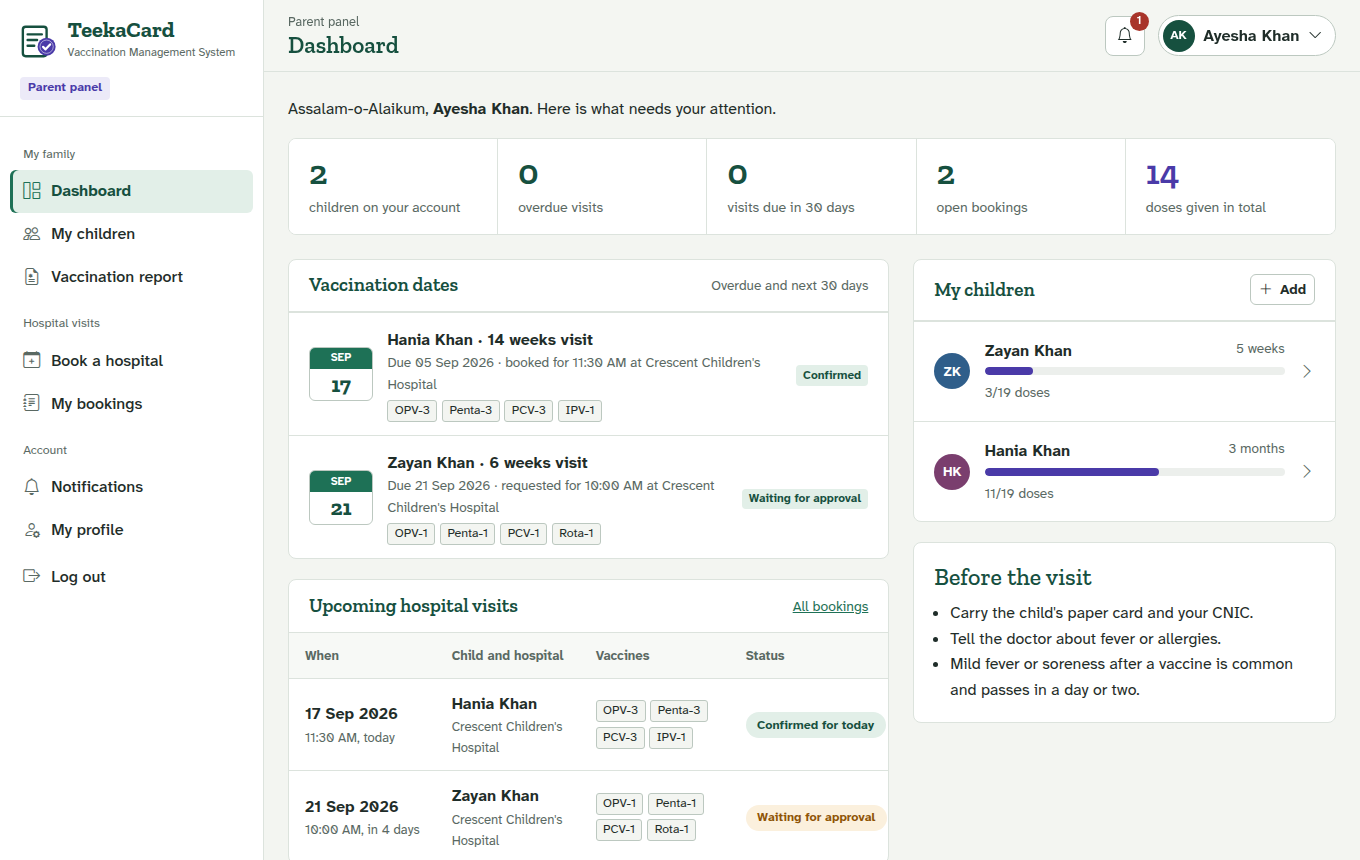 TeekaCard
Vaccination Management System
Parent panel
My family
Dashboard
My children
Vaccination report
Hospital visits
Book a hospital
My bookings
Account
Notifications
My profile
Log out
Parent panel
Dashboard
1
AK
Ayesha Khan
Assalam-o-Alaikum, Ayesha Khan. Here is what needs your attention.
2
children on your account
0
overdue visits
0
visits due in 30 days
2
open bookings
14
doses given in total
Vaccination dates
Overdue and next 30 days
SEP
17
Hania Khan · 14 weeks visit
Due 05 Sep 2026 · booked for 11:30 AM at Crescent Children's
Hospital
OPV-3 Penta-3 PCV-3 IPV-1
Confirmed
SEP
21
Zayan Khan · 6 weeks visit
Due 21 Sep 2026 · requested for 10:00 AM at Crescent
Children's Hospital
OPV-1 Penta-1 PCV-1 Rota-1
Waiting for approval
Upcoming hospital visits
All bookings
When Child and hospital Vaccines Status
17 Sep 2026
11:30 AM, today
Hania Khan
Crescent Children's
Hospital
OPV-3 Penta-3
PCV-3 IPV-1
Confirmed for today
21 Sep 2026
10:00 AM, in 4 days
Zayan Khan
Crescent Children's
Hospital
OPV-1 Penta-1
PCV-1 Rota-1
Waiting for approval
My children
Add
ZK
Zayan Khan
5 weeks
3/19 doses
HK
Hania Khan
3 months
11/19 doses
Before the visit
• Carry the child's paper card and your CNIC.
• Tell the doctor about fever or allergies.
• Mild fever or soreness after a vaccine is common
and passes in a day or two.